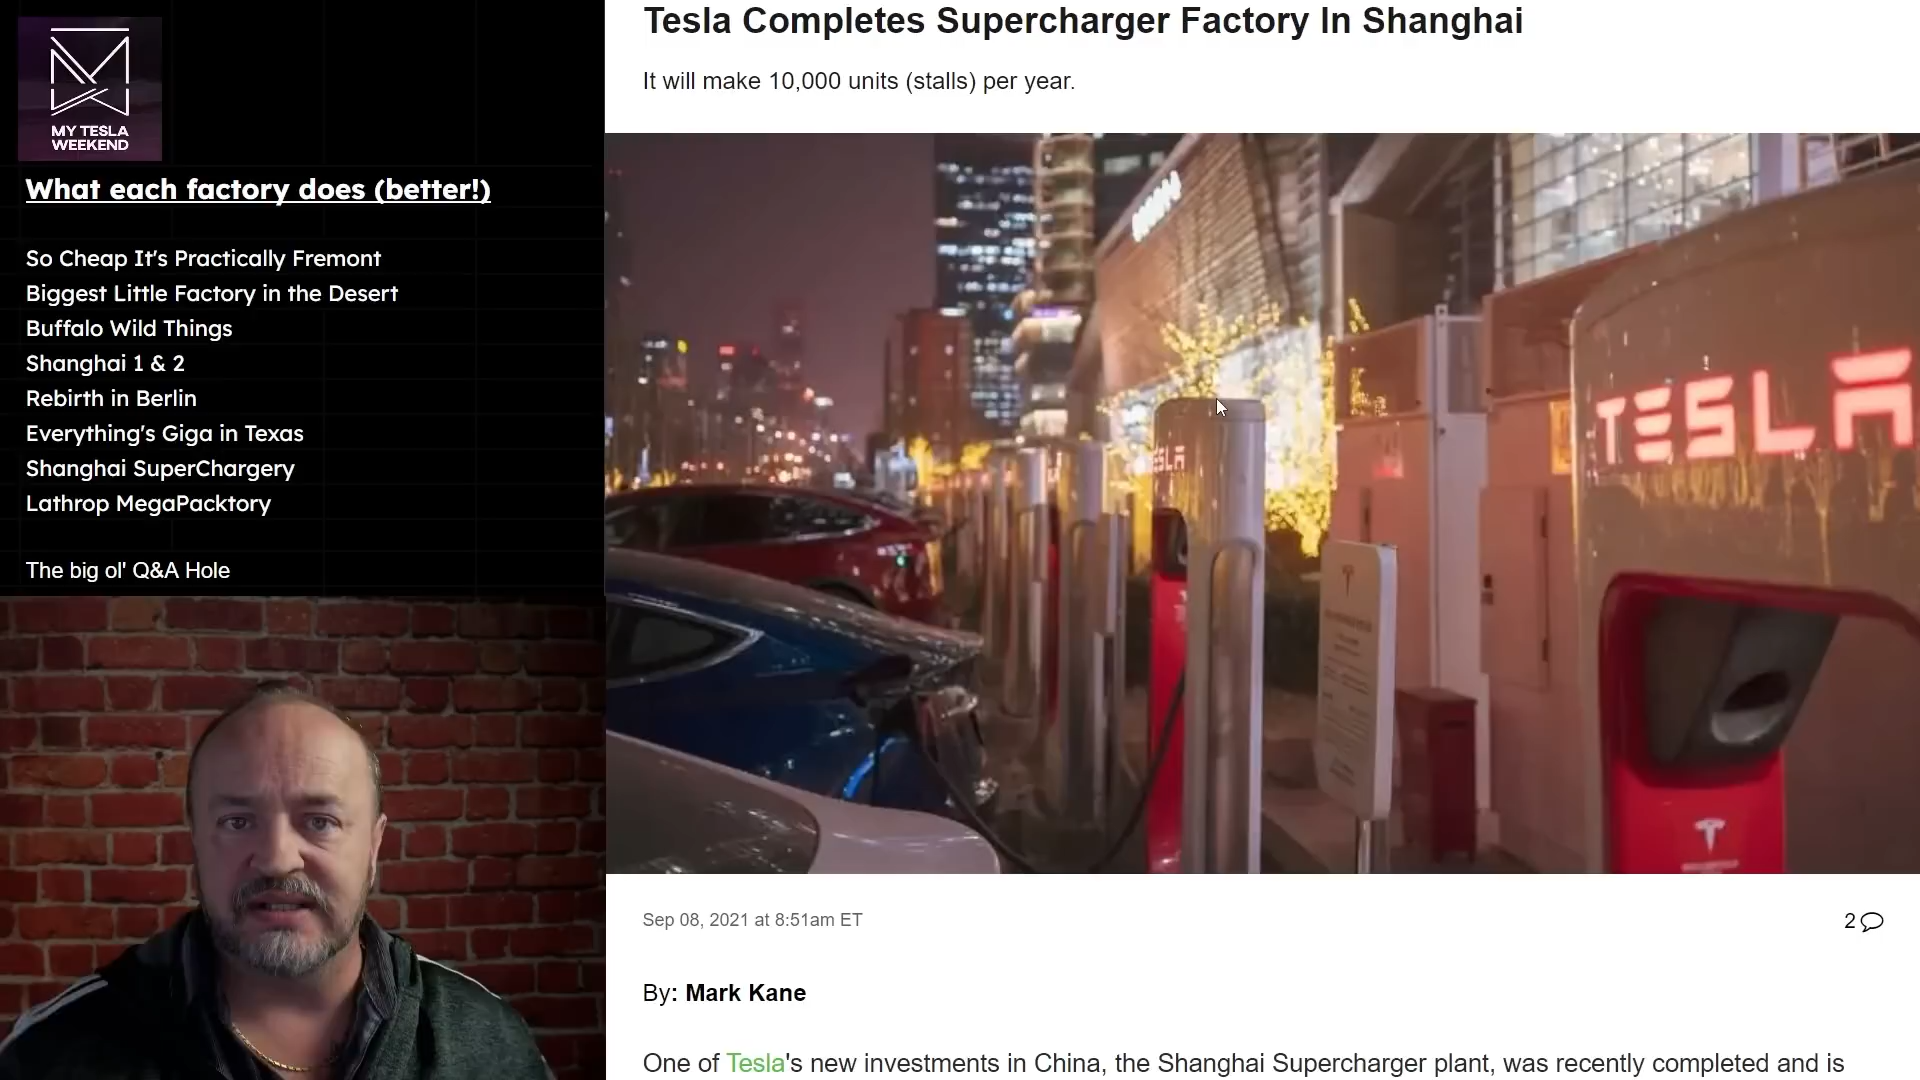 MY TESLA
WEEKEND
What each factory does (better!)
So Cheap It's Practically Fremont
Biggest Little Factory in the Desert
Buffalo Wild Things
Shanghai 1 & 2
Rebirth in Berlin
Everything's Giga in Texas
Shanghai SuperChargery
Lathrop MegaPacktory
The big ol' Q&A Hole
Tesla Completes Supercharger Factory In Shanghai
It will make 10,000 units (stalls) per year.
TESLA
Sep 08, 2021 at 8:51am ET
2
By: Mark Kane
One of Tesla's new investments in China, the Shanghai Supercharger plant, was recently completed and is